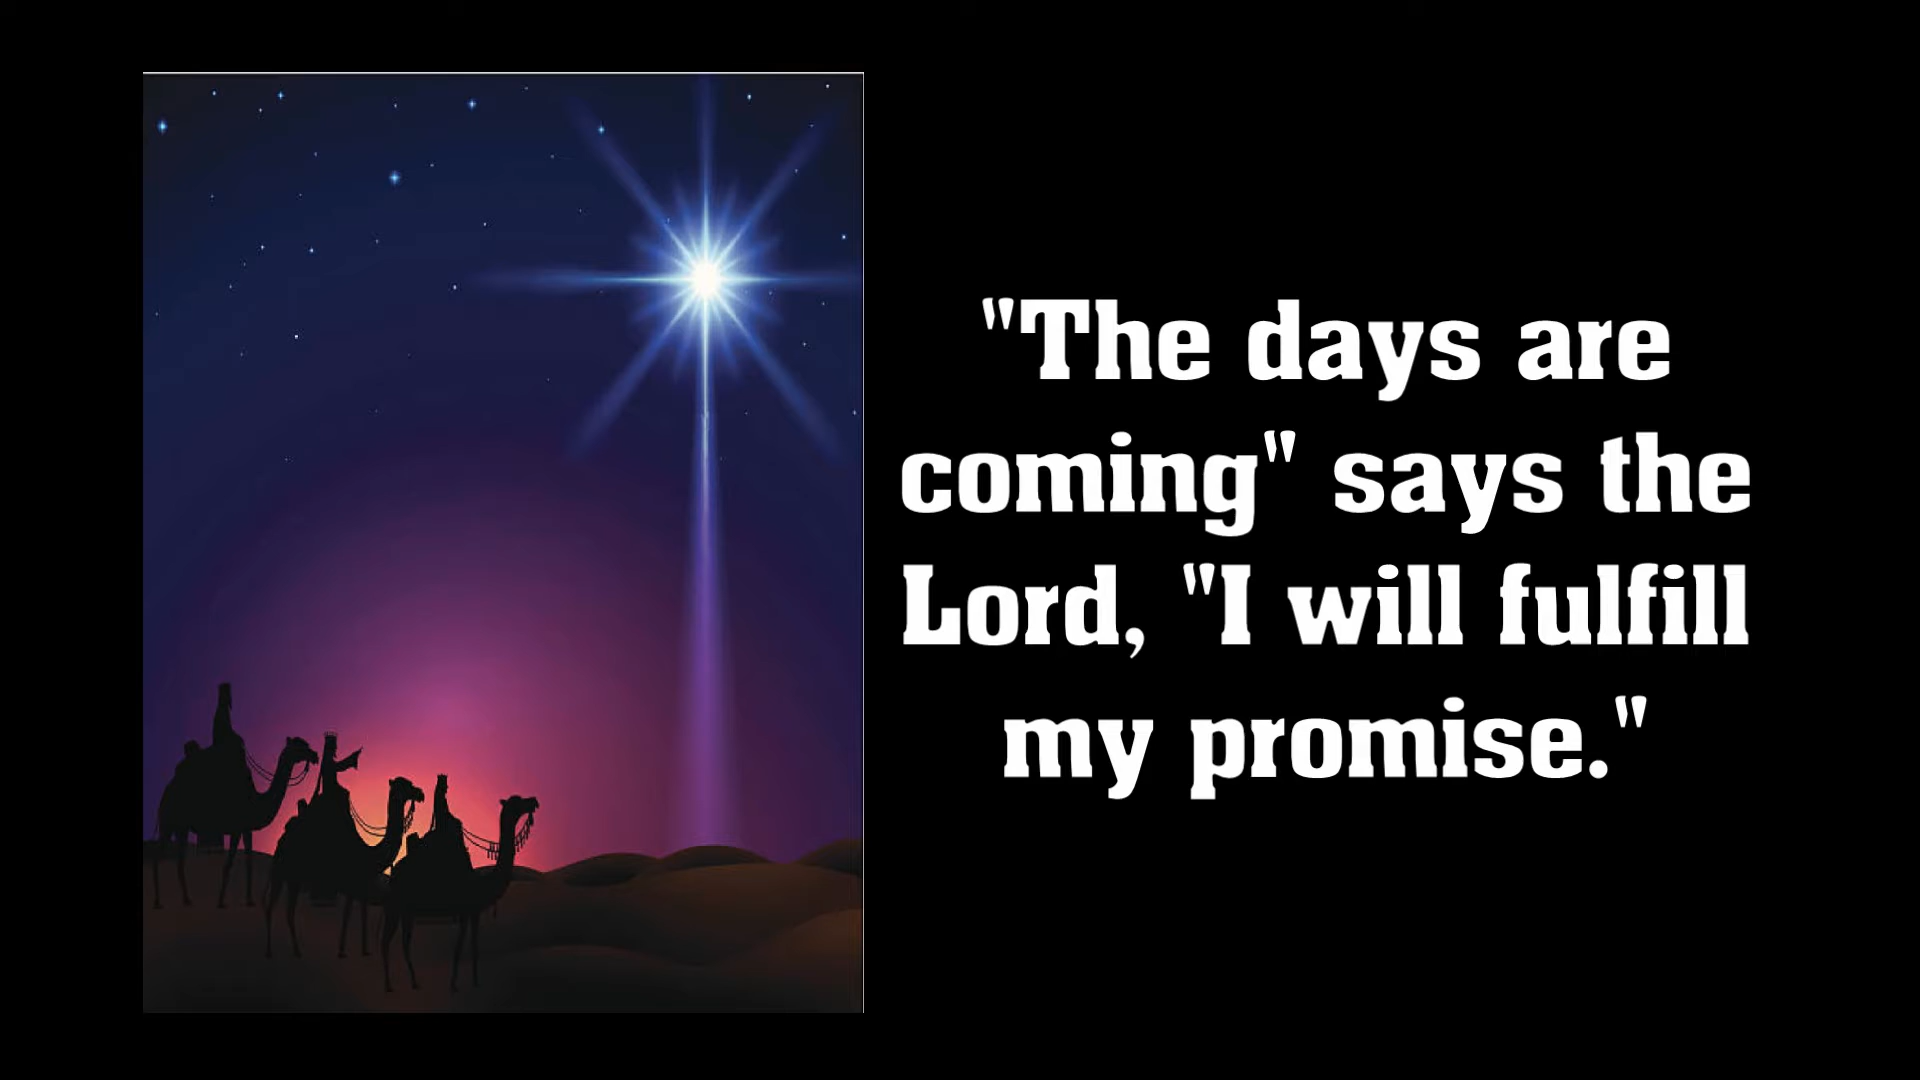 "The days are
coming" says the
Lord, "I will fulfill
my promise."